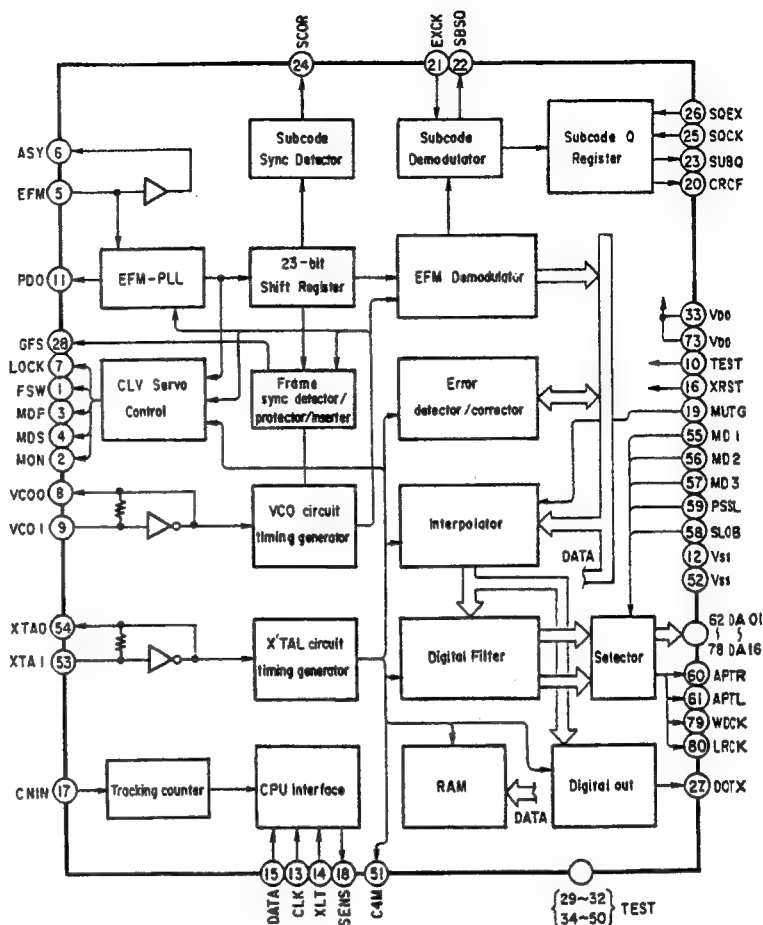 SCOR
EXCK
SBSO
24
21
22
26 SQEX
25 SQCK
23 SUBQ
20 CRCF
ASY 6
EFM 5
Subcode
Sync Detector
Subcode
Demodulator
Subcode Q
Register
PDO 11
EFM-PLL
23-bit
Shift Register
EFM Demodulator
GFS 28
LOCK 7
FSW 1
MDF 3
MDS 4
MON 2
CLV Servo
Control
Frame
sync detector/
protector/inserter
Error
detector/corrector
33 VDD
73 VDD
10 TEST
16 XRST
19 MUTG
55 MD1
56 MD2
57 MD3
59 PSSL
58 SLOB
12 Vss
52 Vss
VCOO 8
VCOI 9
VCO circuit
timing generator
Interpolator
DATA
XTAO 54
XTAI 53
X'TAL circuit
timing generator
Digital Filter
Selector
62 DA 01
78 DA 16
60 APTR
61 APTL
79 WDCK
80 LRCK
CNIN 17
Tracking counter
CPU Interface
RAM
DATA
Digital out
27 DOTX
15
13
14
18
51
DATA
CLK
XLT
SENS
C4M
{29~32
34~50} TEST